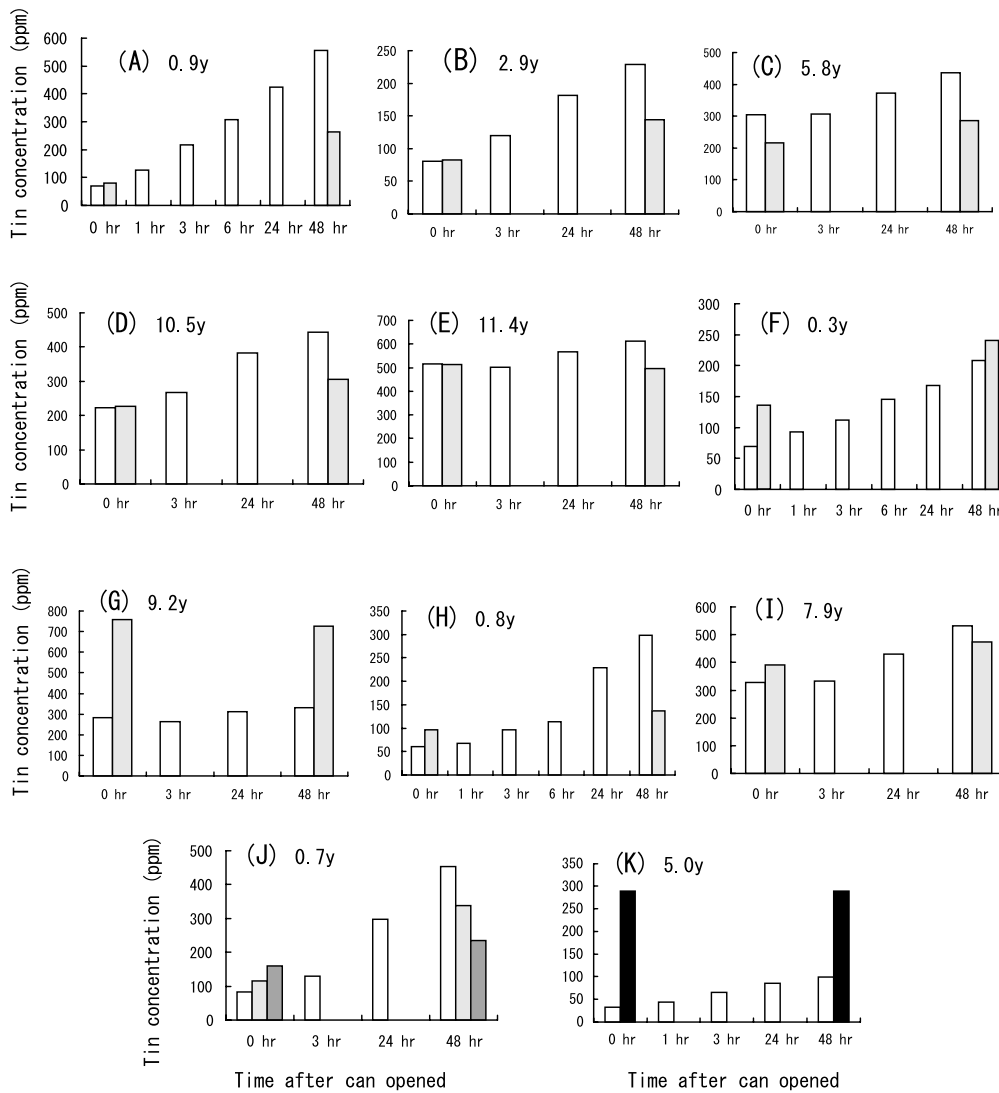 Tin concentration (ppm)
(A) 0.9y
600
500
400
300
200
100
0
0 hr 1 hr 3 hr 6 hr 24 hr 48 hr
(B) 2.9y
250
200
150
100
50
0
0 hr 3 hr 24 hr 48 hr
(C) 5.8y
500
400
300
200
100
0
0 hr 3 hr 24 hr 48 hr
Tin concentration (ppm)
(D) 10.5y
500
400
300
200
100
0
0 hr 3 hr 24 hr 48 hr
(E) 11.4y
700
600
500
400
300
200
100
0
0 hr 3 hr 24 hr 48 hr
(F) 0.3y
300
250
200
150
100
50
0
0 hr 1 hr 3 hr 6 hr 24 hr 48 hr
Tin concentration (ppm)
(G) 9.2y
800
700
600
500
400
300
200
100
0
0 hr 3 hr 24 hr 48 hr
(H) 0.8y
350
300
250
200
150
100
50
0
0 hr 1 hr 3 hr 6 hr 24 hr 48 hr
(I) 7.9y
600
500
400
300
200
100
0
0 hr 3 hr 24 hr 48 hr
Tin concentration (ppm)
(J) 0.7y
500
400
300
200
100
0
0 hr 3 hr 24 hr 48 hr
Time after can opened
(K) 5.0y
350
300
250
200
150
100
50
0
0 hr 1 hr 3 hr 24 hr 48 hr
Time after can opened